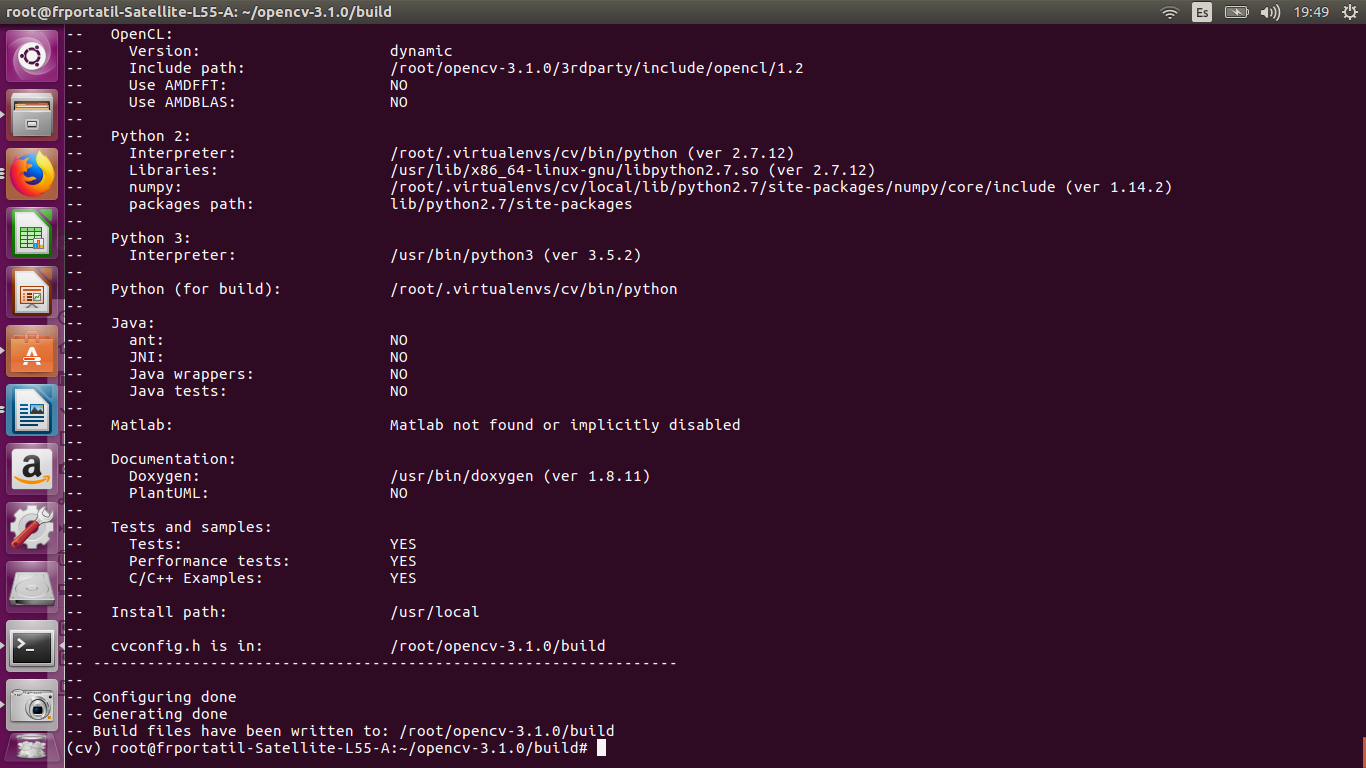 root@frportatil-Satellite-L55-A: ~/opencv-3.1.0/build
Es
19:49
--   OpenCL:
--     Version:                     dynamic
--     Include path:                /root/opencv-3.1.0/3rdparty/include/opencl/1.2
--     Use AMDFFT:                  NO
--     Use AMDBLAS:                 NO
--
--   Python 2:
--     Interpreter:                 /root/.virtualenvs/cv/bin/python (ver 2.7.12)
--     Libraries:                   /usr/lib/x86_64-linux-gnu/libpython2.7.so (ver 2.7.12)
--     numpy:                       /root/.virtualenvs/cv/local/lib/python2.7/site-packages/numpy/core/include (ver 1.14.2)
--     packages path:               lib/python2.7/site-packages
--
--   Python 3:
--     Interpreter:                 /usr/bin/python3 (ver 3.5.2)
--
--   Python (for build):            /root/.virtualenvs/cv/bin/python
--
--   Java:
--     ant:                         NO
--     JNI:                         NO
--     Java wrappers:               NO
--     Java tests:                  NO
--
--   Matlab:                        Matlab not found or implicitly disabled
--
--   Documentation:
--     Doxygen:                     /usr/bin/doxygen (ver 1.8.11)
--     PlantUML:                    NO
--
--   Tests and samples:
--     Tests:                       YES
--     Performance tests:           YES
--     C/C++ Examples:              YES
--
--   Install path:                  /usr/local
--
--   cvconfig.h is in:              /root/opencv-3.1.0/build
-- -----------------------------------------------------------------
--
-- Configuring done
-- Generating done
-- Build files have been written to: /root/opencv-3.1.0/build
(cv) root@frportatil-Satellite-L55-A:~/opencv-3.1.0/build#